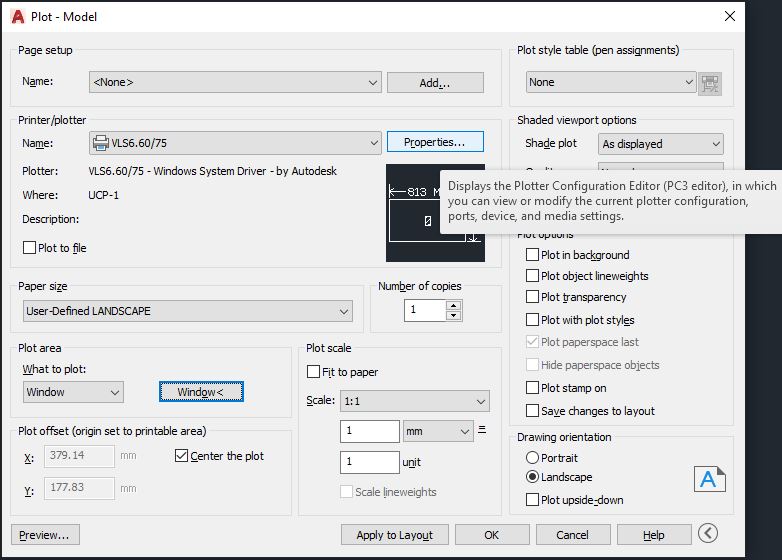 Plot - Model
Page setup
Name:
<None>
Add...
Plot style table (pen assignments)
None
Printer/plotter
Name:
VLS6.60/75
Properties...
Plotter:
VLS6.60/75 - Windows System Driver - by Autodesk
Where:
UCP-1
Description:
Plot to file
813 M
Shaded viewport options
Shade plot
As displayed
Displays the Plotter Configuration Editor (PC3 editor), in which
you can view or modify the current plotter configuration,
ports, device, and media settings.
Plot options
Plot in background
Plot object lineweights
Plot transparency
Plot with plot styles
Plot paperspace last
Hide paperspace objects
Plot stamp on
Save changes to layout
Paper size
User-Defined LANDSCAPE
Number of copies
1
Plot area
What to plot:
Window
Window<
Plot scale
Fit to paper
Scale:
1:1
1
mm
=
1
unit
Scale lineweights
Plot offset (origin set to printable area)
X:
379.14
mm
Center the plot
Y:
177.83
mm
Drawing orientation
Portrait
Landscape
Plot upside-down
A
Preview...
Apply to Layout
OK
Cancel
Help